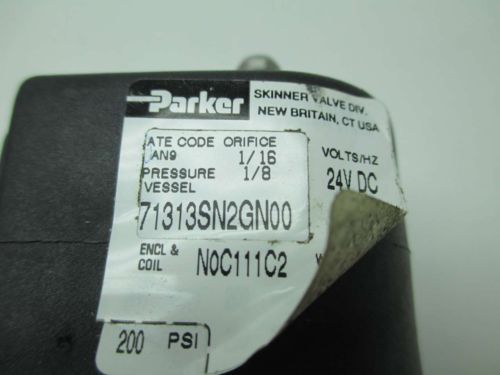 Parker
SKINNER VALVE DIV.
NEW BRITAIN, CT USA
ATE CODE ORIFICE
AN9 1/16
PRESSURE 1/8
VESSEL
VOLTS/HZ
24V DC
71313SN2GN00
ENCL &
COIL N0C111C2
200 PSI